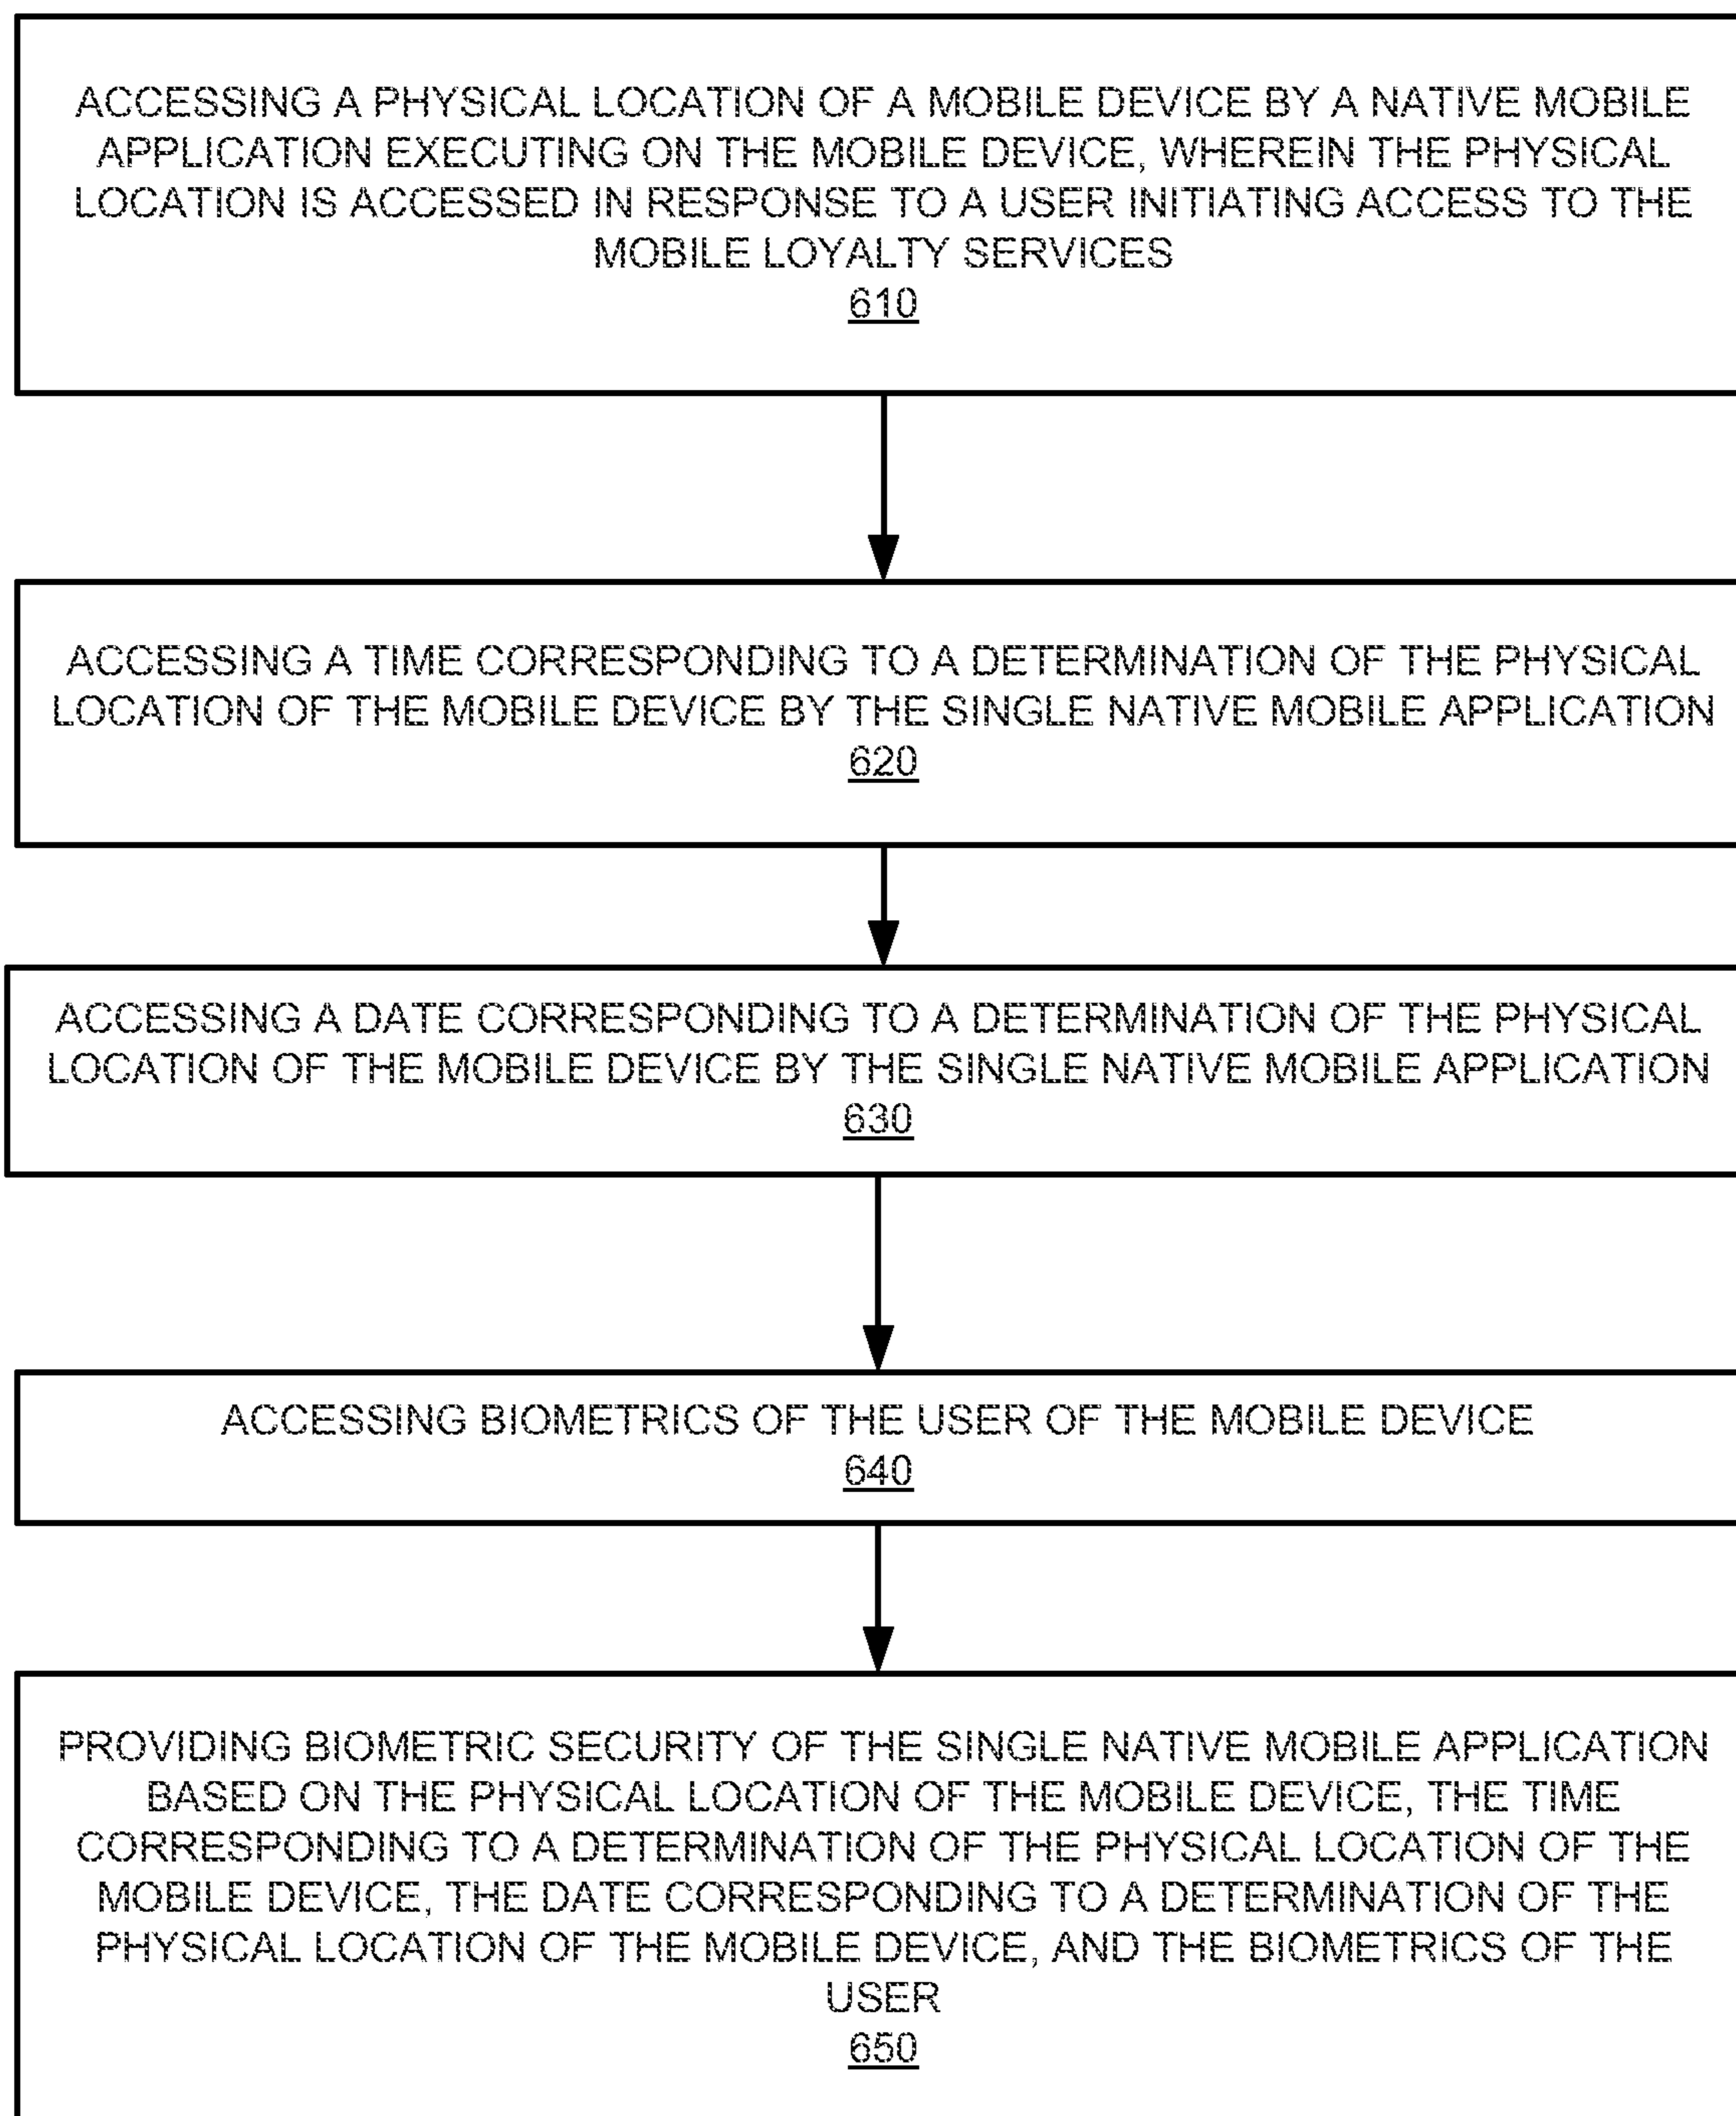 ACCESSING A PHYSICAL LOCATION OF A MOBILE DEVICE BY A NATIVE MOBILE
APPLICATION EXECUTING ON THE MOBILE DEVICE, WHEREIN THE PHYSICAL
LOCATION IS ACCESSED IN RESPONSE TO A USER INITIATING ACCESS TO THE
MOBILE LOYALTY SERVICES
610
ACCESSING A TIME CORRESPONDING TO A DETERMINATION OF THE PHYSICAL
LOCATION OF THE MOBILE DEVICE BY THE SINGLE NATIVE MOBILE APPLICATION
620
ACCESSING A DATE CORRESPONDING TO A DETERMINATION OF THE PHYSICAL
LOCATION OF THE MOBILE DEVICE BY THE SINGLE NATIVE MOBILE APPLICATION
630
ACCESSING BIOMETRICS OF THE USER OF THE MOBILE DEVICE
640
PROVIDING BIOMETRIC SECURITY OF THE SINGLE NATIVE MOBILE APPLICATION
BASED ON THE PHYSICAL LOCATION OF THE MOBILE DEVICE, THE TIME
CORRESPONDING TO A DETERMINATION OF THE PHYSICAL LOCATION OF THE
MOBILE DEVICE, THE DATE CORRESPONDING TO A DETERMINATION OF THE
PHYSICAL LOCATION OF THE MOBILE DEVICE, AND THE BIOMETRICS OF THE
USER
650